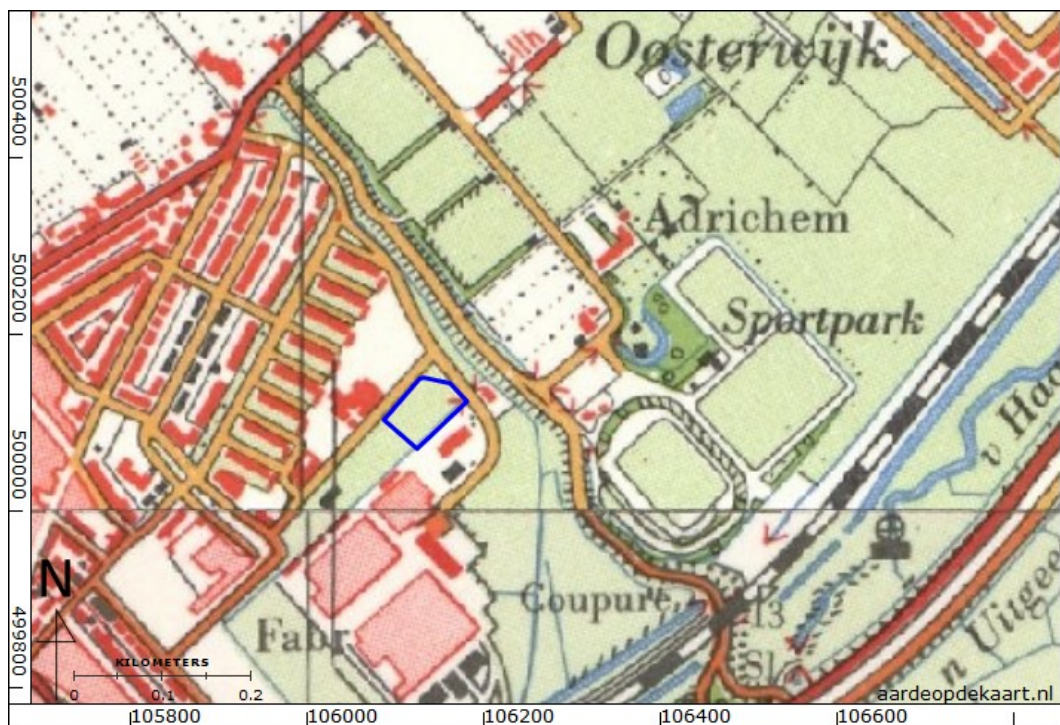 Oosterwijk
500400
Adrichem
500200
Sportpark
v Haa
500000
N
Coupure
13
n Uitgee
499800
Fabr.
KILOMETERS
Sl
0 0.1 0.2
aardeopdekaart.nl
105800 106000 106200 106400 106600